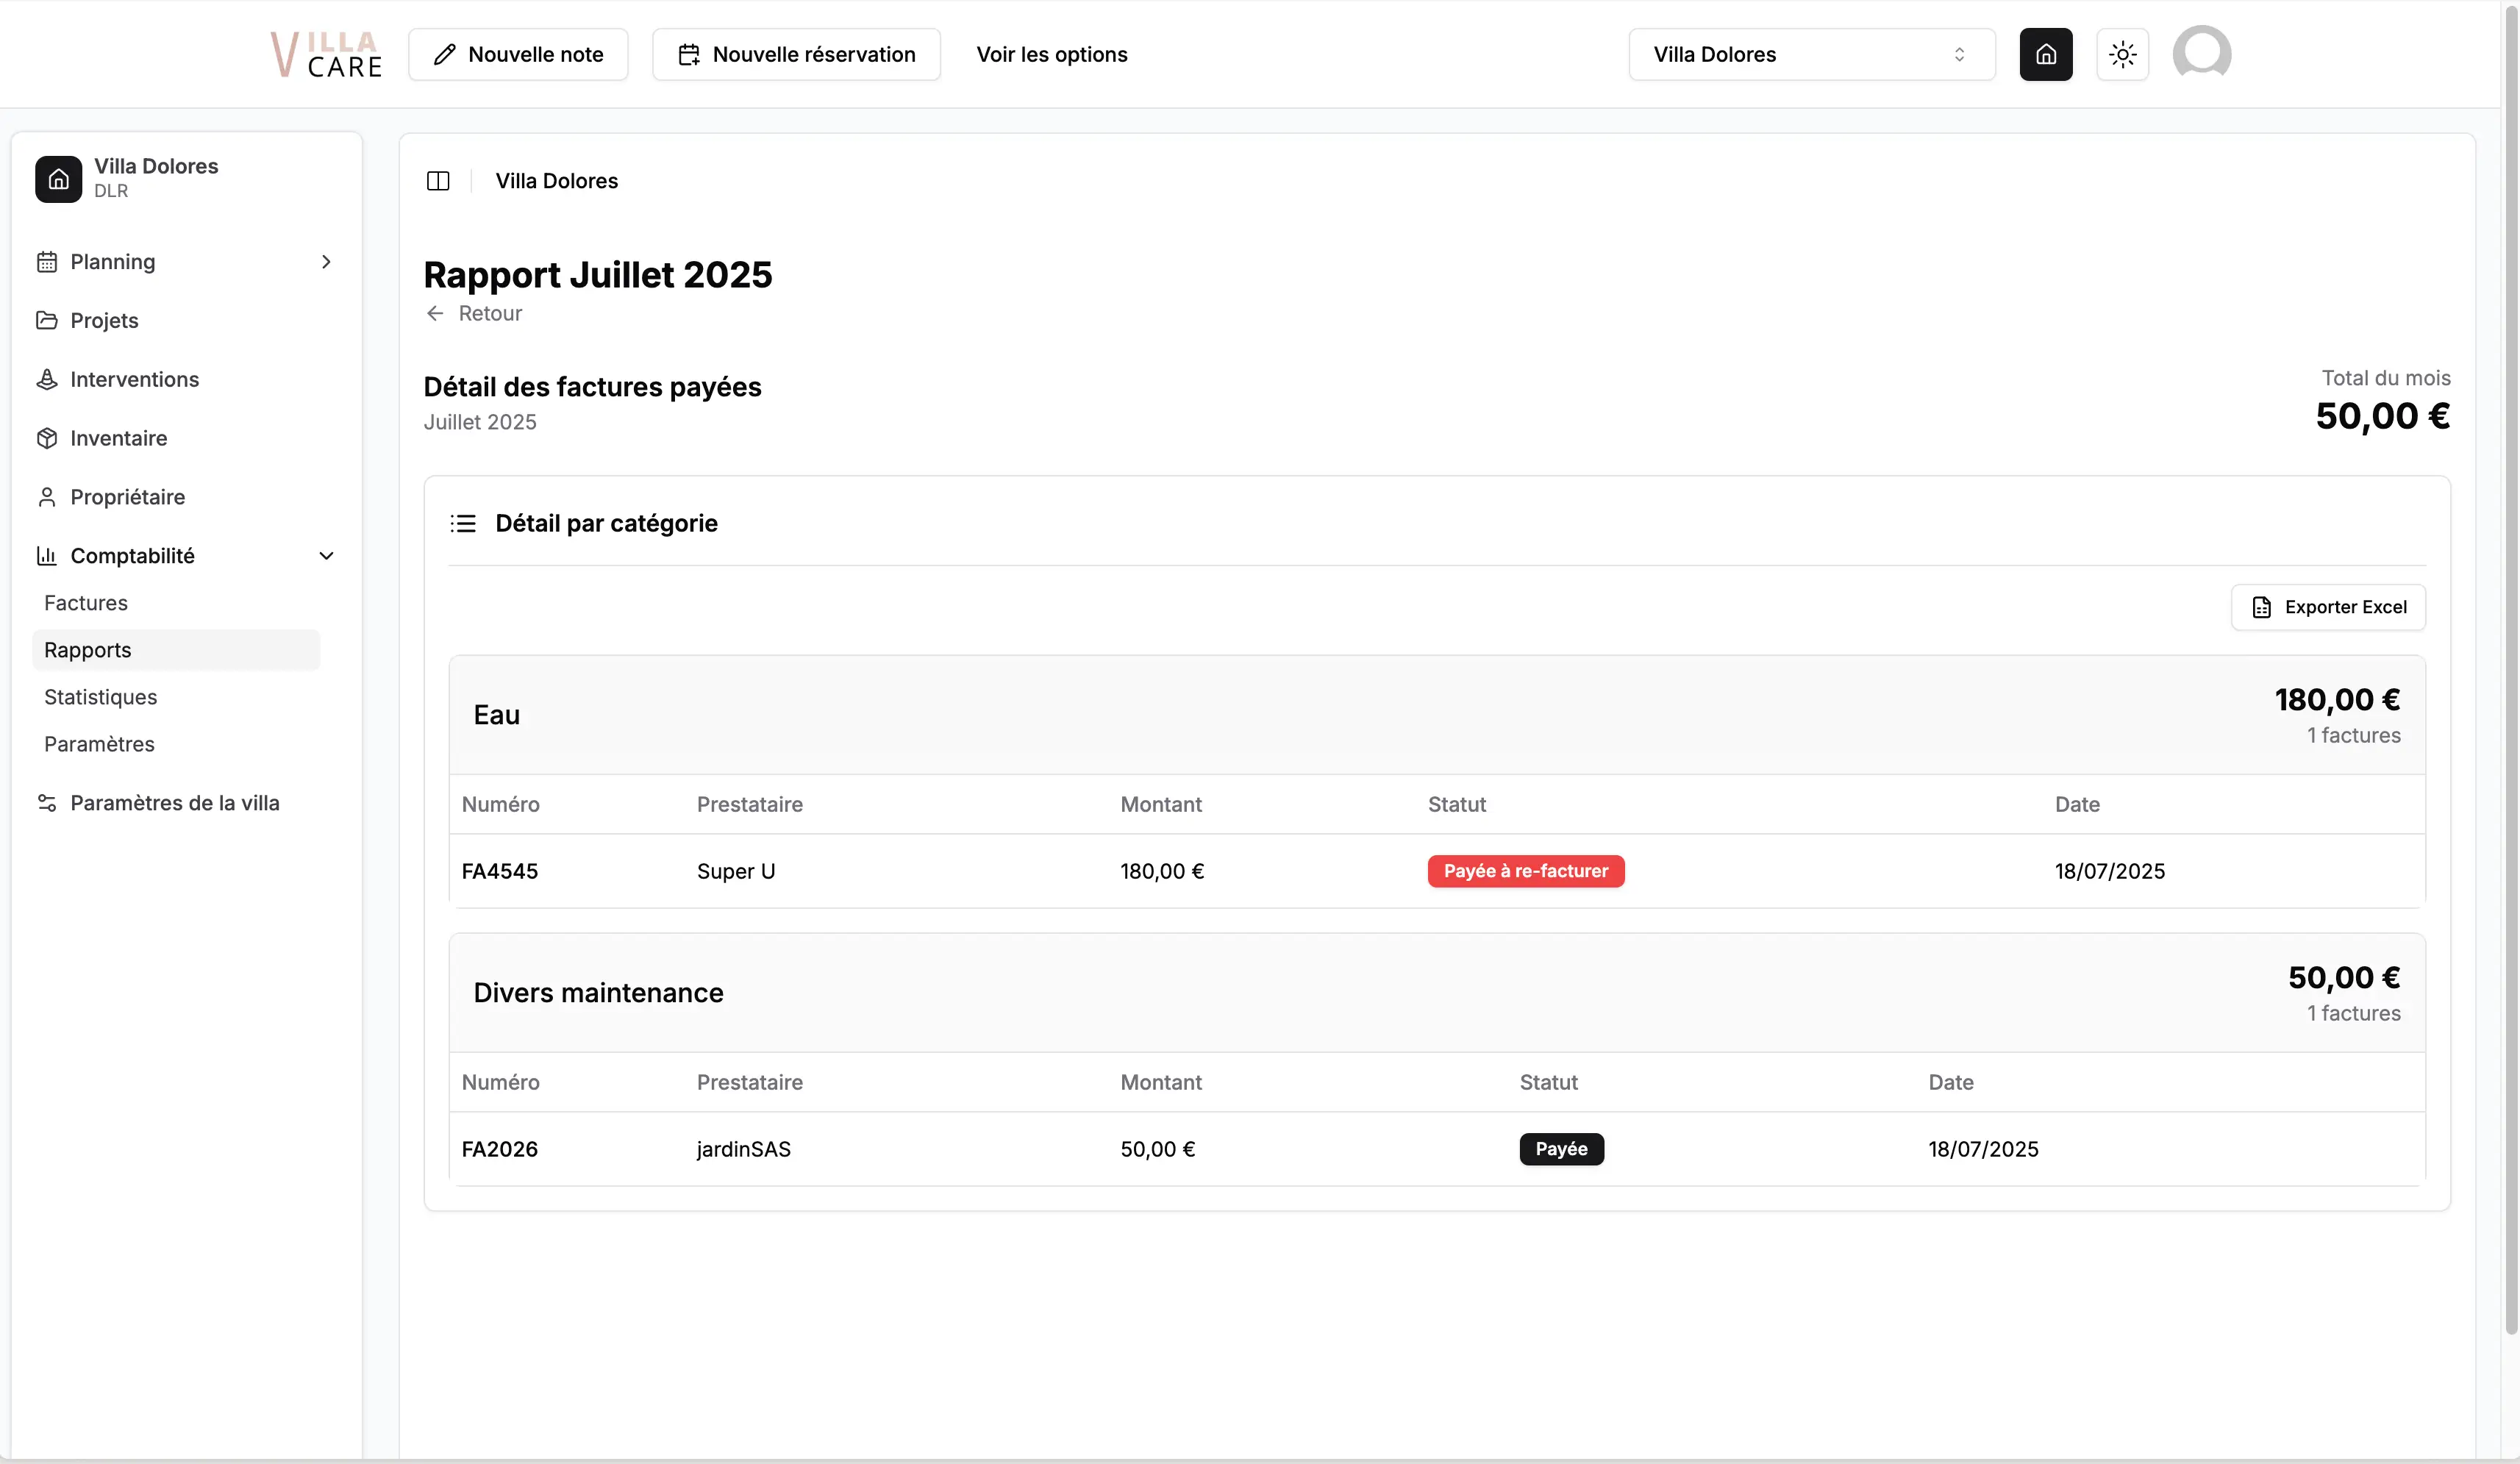 VILLA CARE
Nouvelle note
Nouvelle réservation
Voir les options
Villa Dolores
Villa Dolores
DLR
Planning
Projets
Interventions
Inventaire
Propriétaire
Comptabilité
Factures
Rapports
Statistiques
Paramètres
Paramètres de la villa
Villa Dolores
Rapport Juillet 2025
Retour
Détail des factures payées
Juillet 2025
Total du mois
50,00 €
Détail par catégorie
Exporter Excel
Eau
180,00 €
1 factures
Numéro Prestataire Montant Statut Date
FA4545 Super U 180,00 € Payée à re-facturer 18/07/2025
Divers maintenance
50,00 €
1 factures
Numéro Prestataire Montant Statut Date
FA2026 jardinSAS 50,00 € Payée 18/07/2025